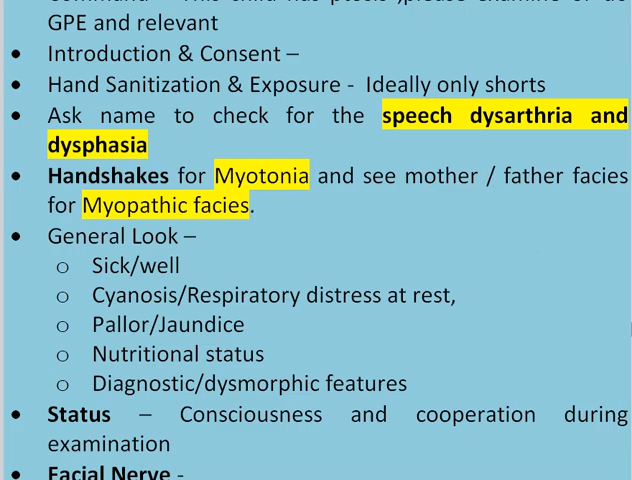 GPE and relevant
• Introduction & Consent –
• Hand Sanitization & Exposure - Ideally only shorts
• Ask name to check for the speech dysarthria and
dysphasia
• Handshakes for Myotonia and see mother / father facies
for Myopathic facies.
• General Look –
o Sick/well
o Cyanosis/Respiratory distress at rest,
o Pallor/Jaundice
o Nutritional status
o Diagnostic/dysmorphic features
• Status – Consciousness and cooperation during
examination
• Facial Nerve -